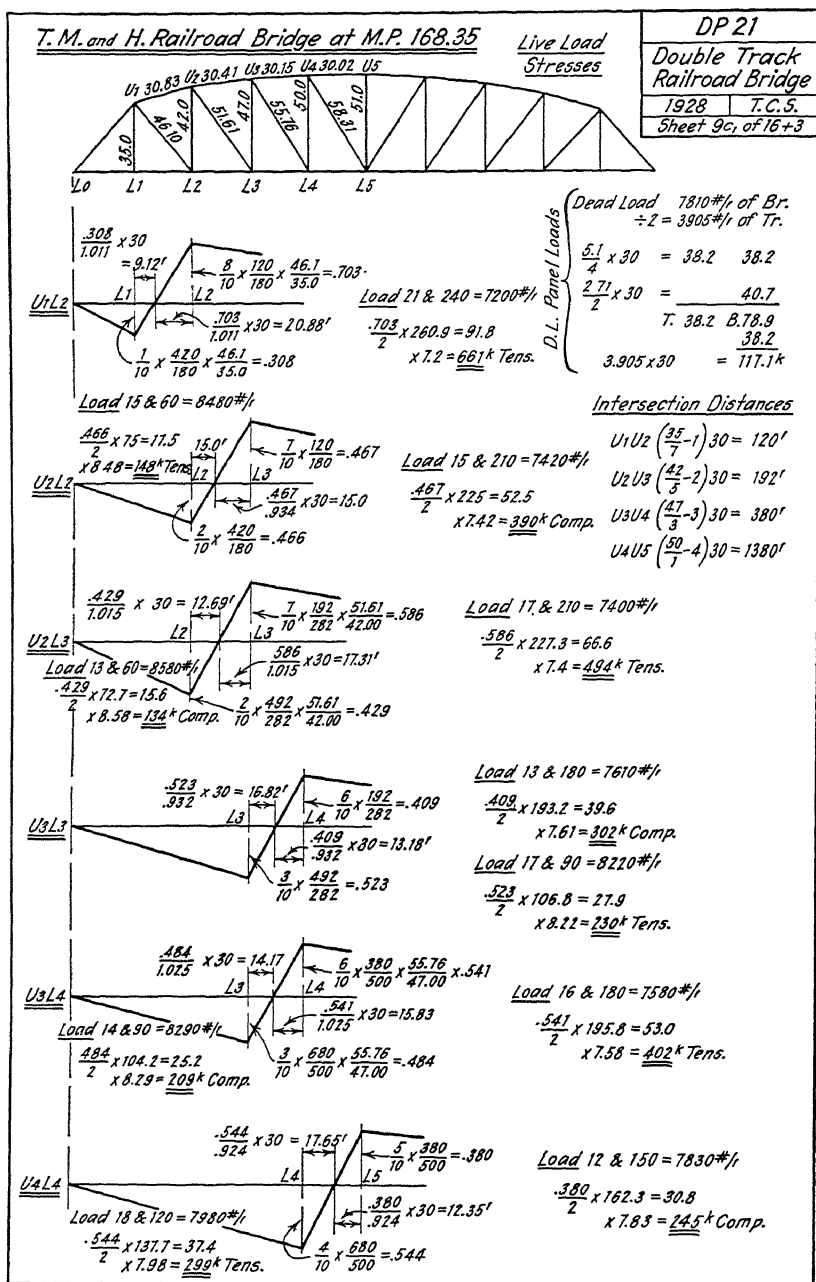 T. M. and H. Railroad Bridge at M.P. 168.35
Live Load
Stresses
DP 21
Double Track
Railroad Bridge
1928 T.C.S.
Sheet 9c, of 16+3
U1 30.83 U2 30.41 U3 30.15 U4 30.02 U5
35.0 46.10 42.0 51.61 47.0 55.76 50.0 58.31 51.0
L0 L1 L2 L3 L4 L5
D.L. Panel Loads
Dead Load 7810#/' of Br.
÷2 = 3905#/' of Tr.
5.1/4 x 30 = 38.2 38.2
2.71/2 x 30 = 40.7
T. 38.2 B. 78.9
38.2
3.905 x 30 = 117.1k
U1L2
.308/1.011 x 30
= 9.12'
L1 L2
8/10 x 120/180 x 46.1/35.0 = .703
.703/1.011 x 30 = 20.88'
1/10 x 420/180 x 46.1/35.0 = .308
Load 21 & 240 = 7200#/'
.703/2 x 260.9 = 91.8
x 7.2 = 661k Tens.
Intersection Distances
U1U2 (35/7 -1) 30 = 120'
U2U3 (42/5 -2) 30 = 192'
U3U4 (47/3 -3) 30 = 380'
U4U5 (50/1 -4) 30 = 1380'
U2L2
Load 15 & 60 = 8480#/'
.466/2 x 75 = 17.5
x 8.48 = 148k Tens.
15.0'
L2 L3
7/10 x 120/180 = .467
.467/.934 x 30 = 15.0
2/10 x 420/180 = .466
Load 15 & 210 = 7420#/'
.467/2 x 225 = 52.5
x 7.42 = 390k Comp.
U2L3
.429/1.015 x 30 = 12.69'
L2 L3
7/10 x 192/282 x 51.61/42.00 = .586
.586/1.015 x 30 = 17.31'
Load 13 & 60 = 8580#/'
.429/2 x 72.7 = 15.6
x 8.58 = 134k Comp.
2/10 x 492/282 x 51.61/42.00 = .429
Load 17 & 210 = 7400#/'
.586/2 x 227.3 = 66.6
x 7.4 = 494k Tens.
U3L3
.523/.932 x 30 = 16.82'
L3 L4
6/10 x 192/282 = .409
.409/.932 x 30 = 13.18'
3/10 x 492/282 = .523
Load 13 & 180 = 7610#/'
.409/2 x 193.2 = 39.6
x 7.61 = 302k Comp.
Load 17 & 90 = 8220#/'
.523/2 x 106.8 = 27.9
x 8.22 = 230k Tens.
U3L4
.484/1.025 x 30 = 14.17
L3 L4
6/10 x 380/500 x 55.76/47.00 x .541
.541/1.025 x 30 = 15.83
Load 14 & 90 = 8290#/'
.484/2 x 104.2 = 25.2
x 8.29 = 209k Comp.
3/10 x 680/500 x 55.76/47.00 = .484
Load 16 & 180 = 7580#/'
.541/2 x 195.8 = 53.0
x 7.58 = 402k Tens.
U4L4
.544/.924 x 30 = 17.65'
L4 L5
5/10 x 380/500 = .380
.380/.924 x 30 = 12.35'
Load 18 & 120 = 7980#/'
.544/2 x 137.7 = 37.4
x 7.98 = 299k Tens.
4/10 x 680/500 = .544
Load 12 & 150 = 7830#/'
.380/2 x 162.3 = 30.8
x 7.83 = 245k Comp.